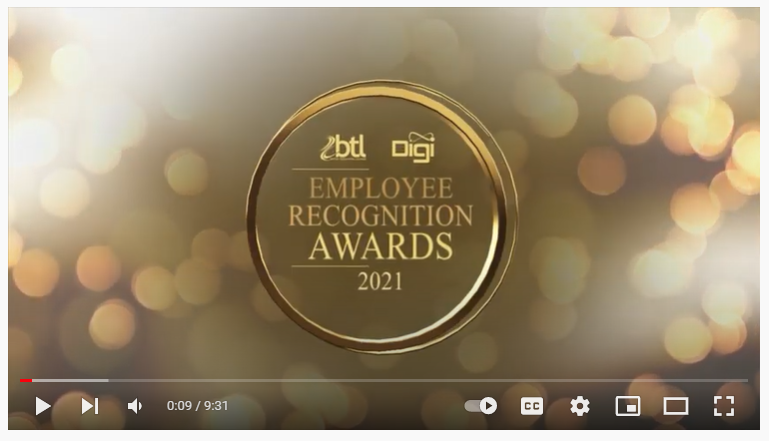 btl Digi
EMPLOYEE
RECOGNITION
AWARDS
2021
0:09 / 9:31
CC